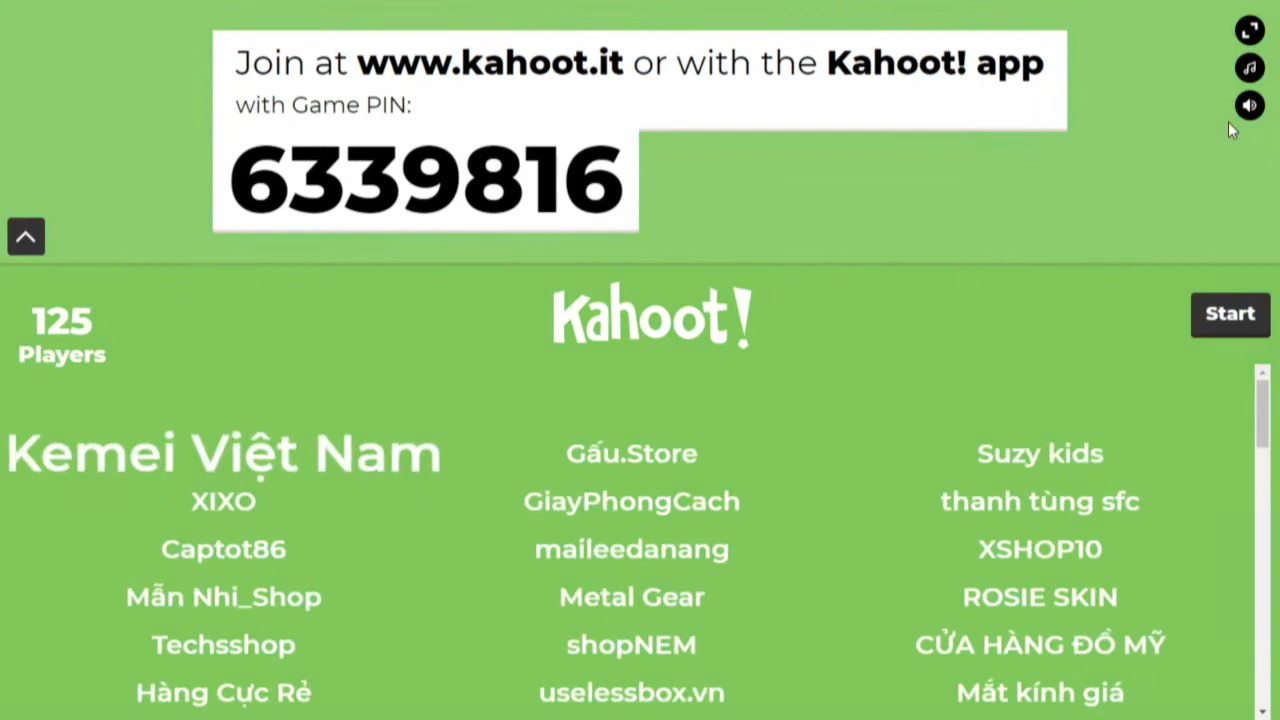 Join at www.kahoot.it or with the Kahoot! app
with Game PIN:
6339816
125
Players
Kahoot!
Start
Kemei Việt Nam
Gấu.Store
Suzy kids
XIXO
GiayPhongCach
thanh tùng sfc
Captot86
maileedanang
XSHOP10
Mẫn Nhi_Shop
Metal Gear
ROSIE SKIN
Techsshop
shopNEM
CỬA HÀNG ĐỒ MỸ
Hàng Cực Rẻ
uselessbox.vn
Mắt kính giá